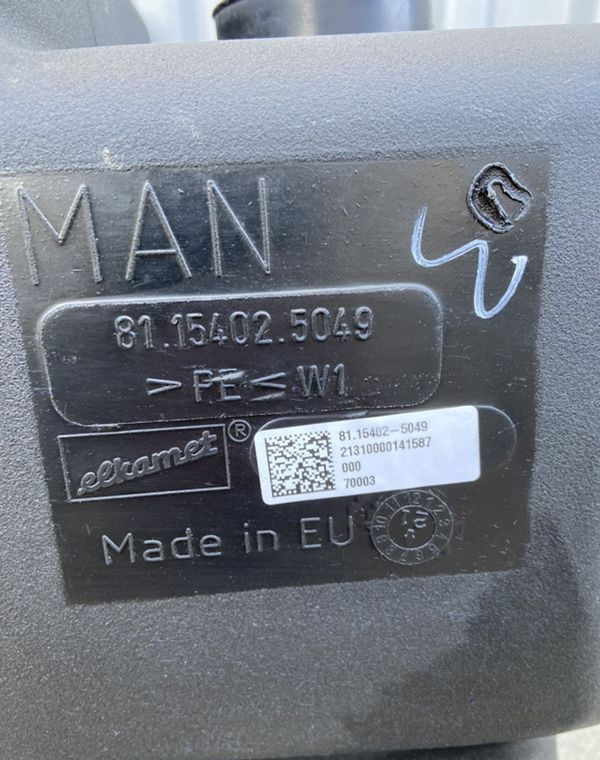 MAN
81.15402.5049
>PE< W1
elkamet®
81.15402-5049
21310000141587
000
70003
Made in EU